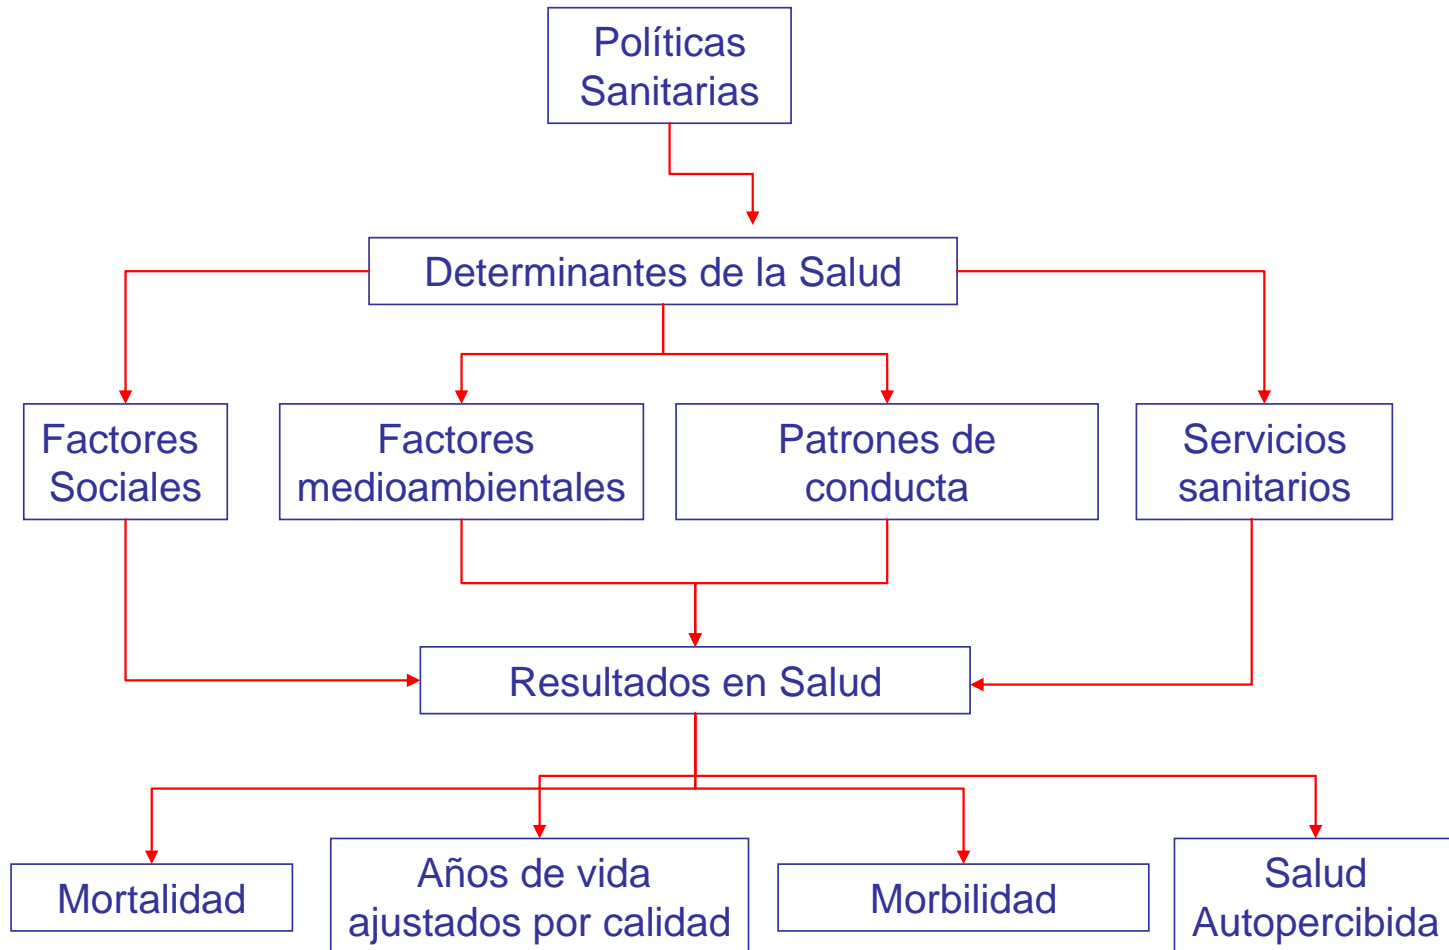 Políticas
Sanitarias
Determinantes de la Salud
Factores
Sociales
Factores
medioambientales
Patrones de
conducta
Servicios
sanitarios
Resultados en Salud
Mortalidad
Años de vida
ajustados por calidad
Morbilidad
Salud
Autopercibida